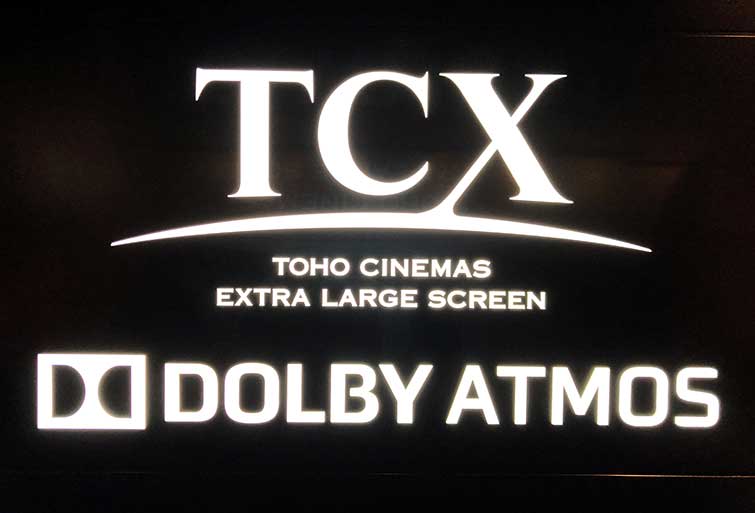 TCX
TOHO CINEMAS
EXTRA LARGE SCREEN
DOLBY ATMOS